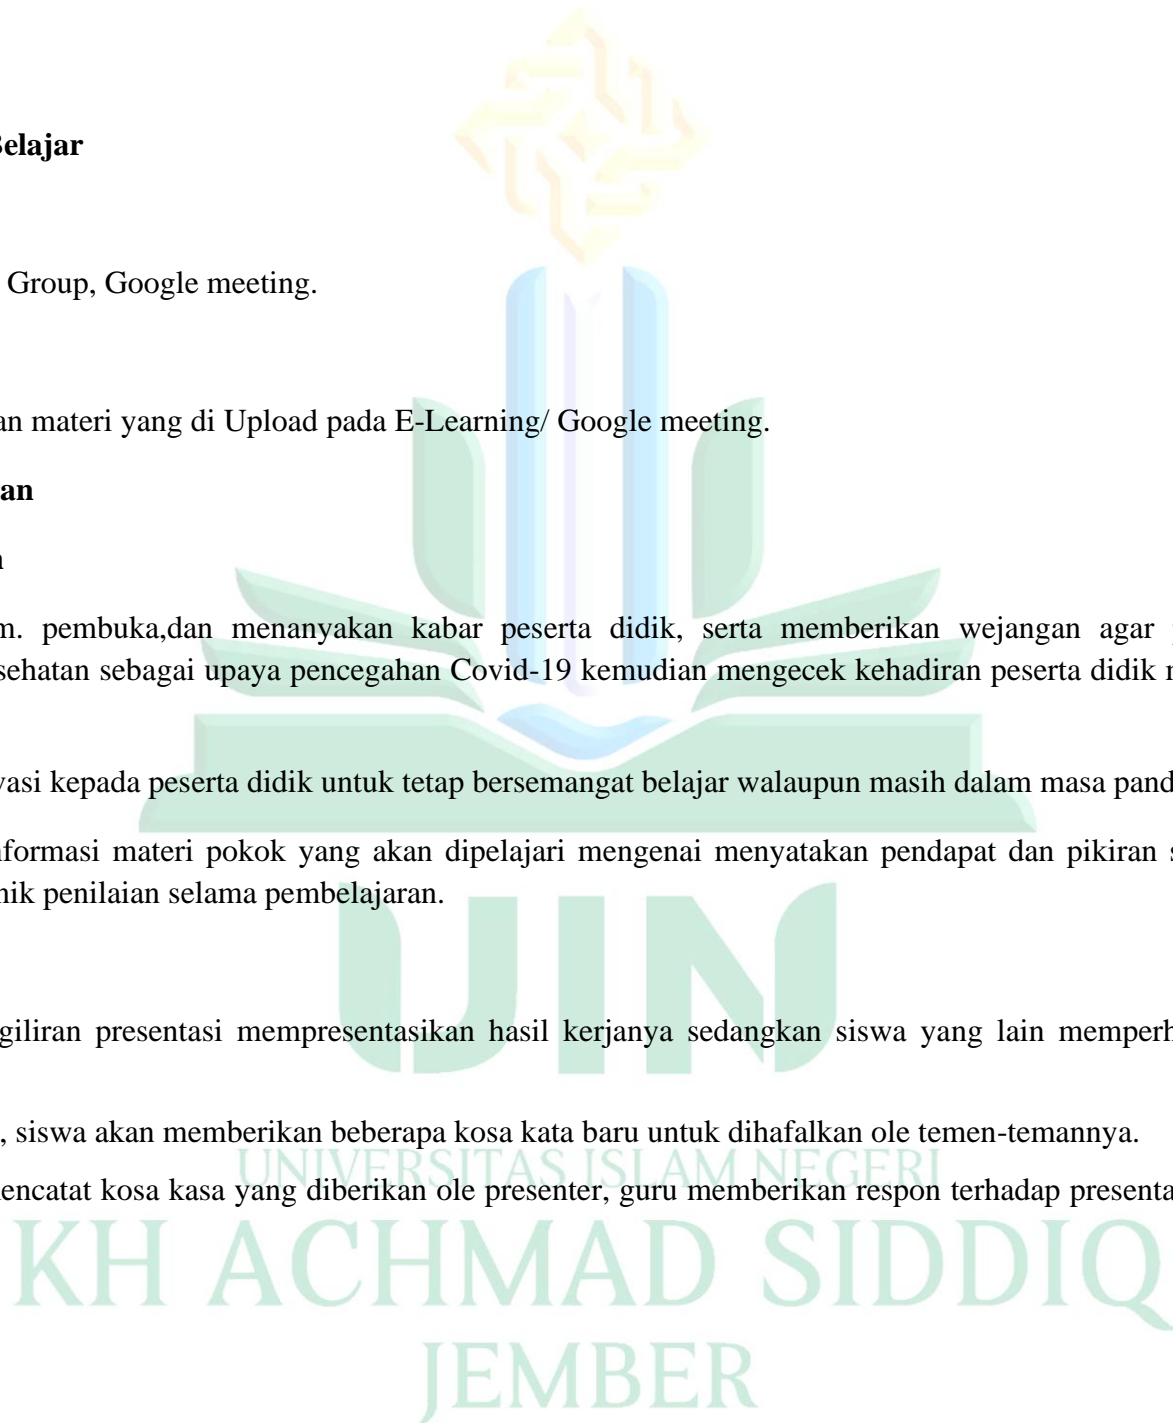 Belajar
Group, Google meeting.
an materi yang di Upload pada E-Learning/ Google meeting.
an
m. pembuka,dan menanyakan kabar peserta didik, serta memberikan wejangan agar
sehatan sebagai upaya pencegahan Covid-19 kemudian mengecek kehadiran peserta didik
vasi kepada peserta didik untuk tetap bersemangat belajar walaupun masih dalam masa pand
nformasi materi pokok yang akan dipelajari mengenai menyatakan pendapat dan pikiran s
nik penilaian selama pembelajaran.
UIN
giliran presentasi mempresentasikan hasil kerjanya sedangkan siswa yang lain memperh
, siswa akan memberikan beberapa kosa kata baru untuk dihafalkan ole temen-temannya.
UNIVERSITAS ISLAM NEGERI
encatat kosa kasa yang diberikan ole presenter, guru memberikan respon terhadap presenta
KH ACHMAD SIDDIQ
JEMBER